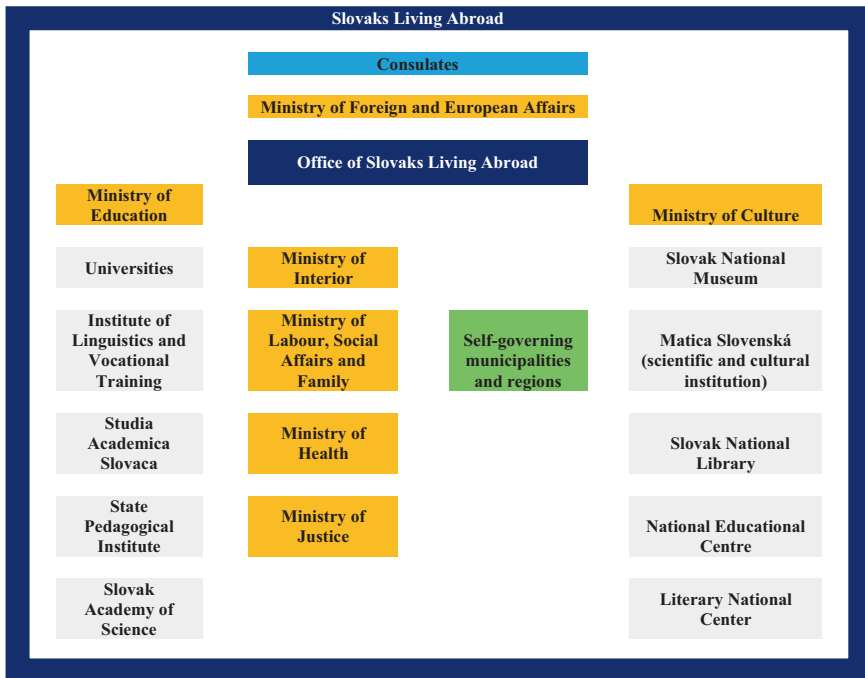 Slovaks Living Abroad
Consulates
Ministry of Foreign and European Affairs
Office of Slovaks Living Abroad
Ministry of
Education
Ministry of Culture
Universities
Ministry of
Interior
Slovak National
Museum
Institute of
Linguistics and
Vocational
Training
Ministry of
Labour, Social
Affairs and
Family
Self-governing
municipalities
and regions
Matica Slovenská
(scientific and cultural
institution)
Studia
Academica
Slovaca
Ministry of
Health
Slovak National
Library
State
Pedagogical
Institute
Ministry of
Justice
National Educational
Centre
Slovak
Academy of
Science
Literary National
Center